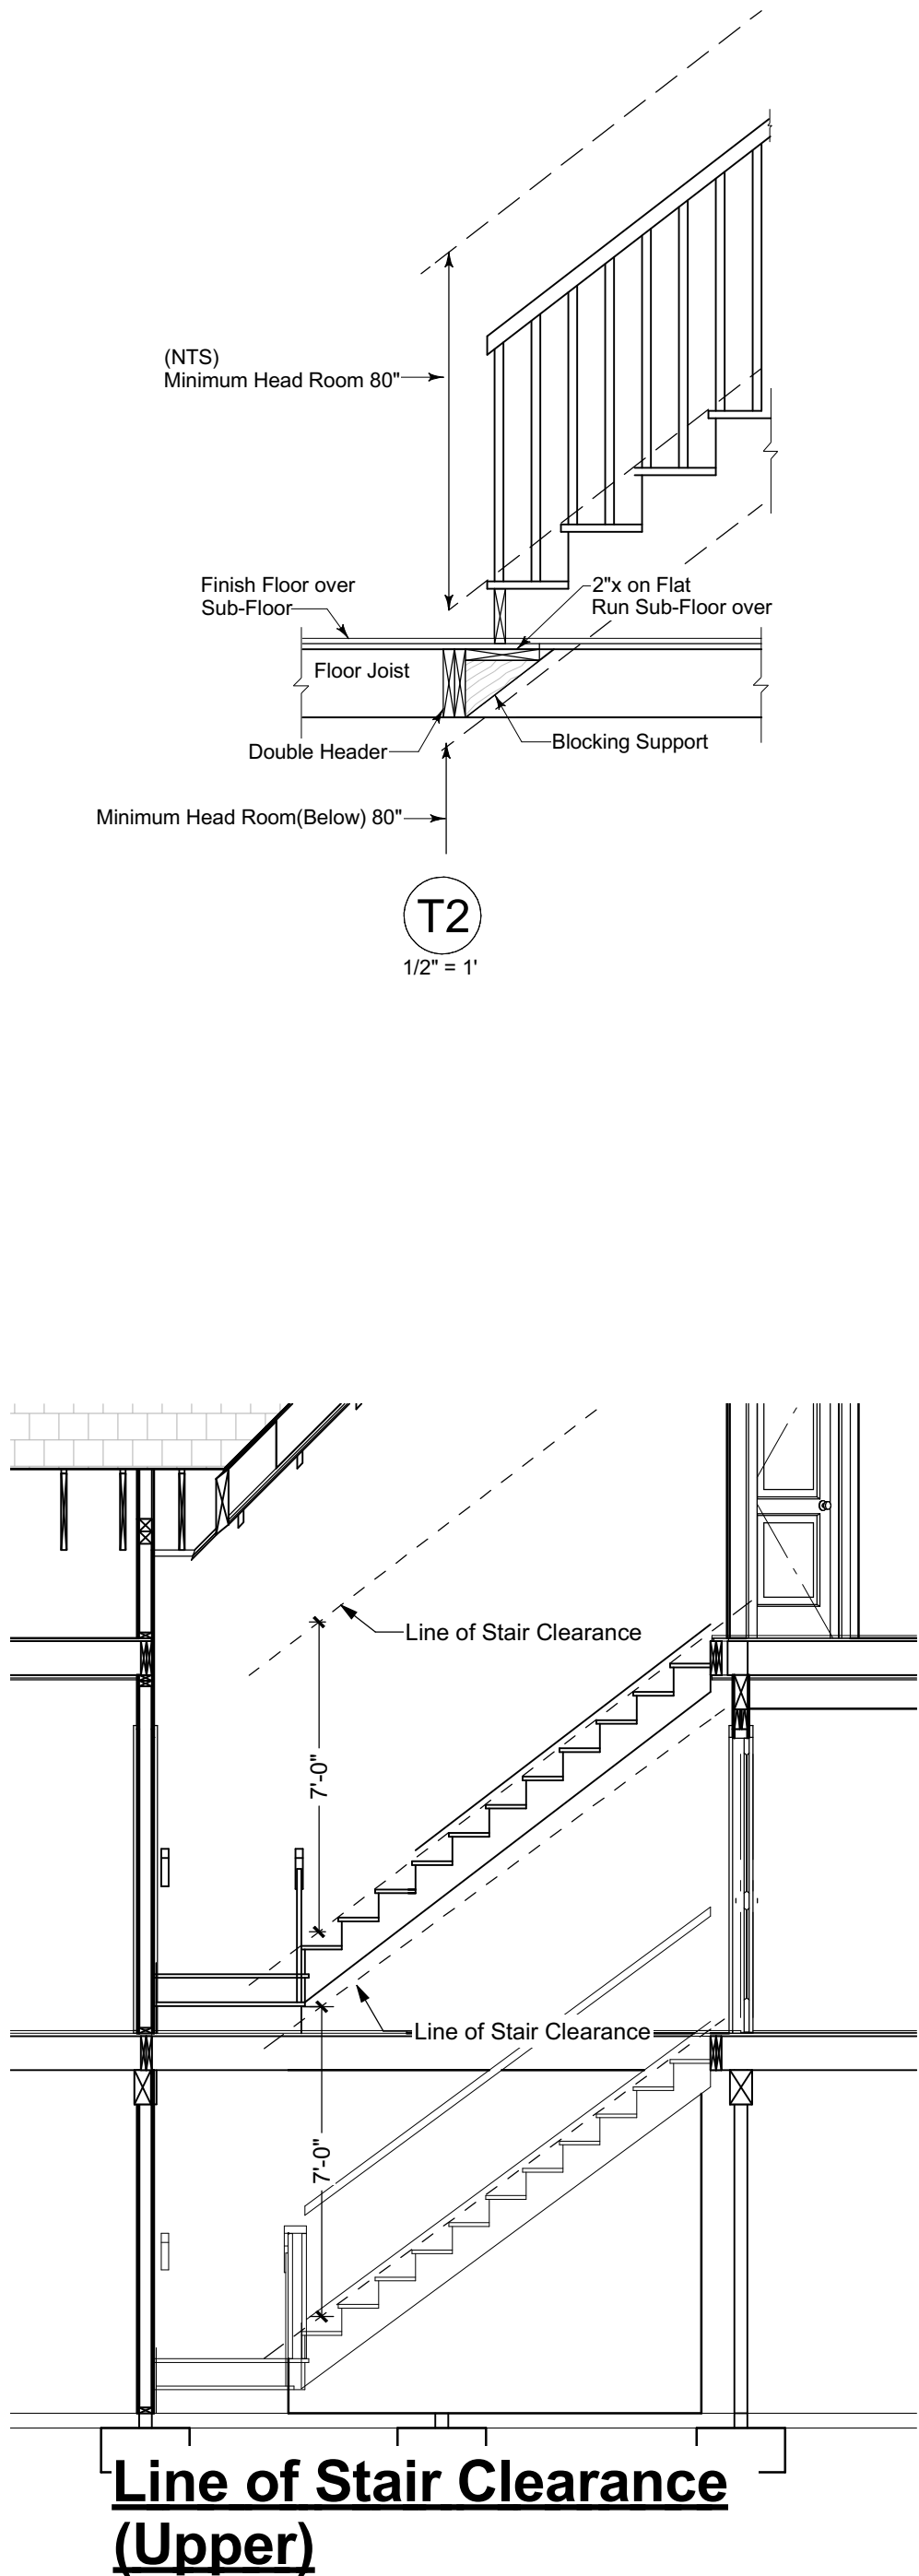 (NTS)
Minimum Head Room 80"
Finish Floor over
Sub-Floor
2"x on Flat
Run Sub-Floor over
Floor Joist
Double Header
Blocking Support
Minimum Head Room(Below) 80"
T2
1/2" = 1'
Line of Stair Clearance
7'-0"
Line of Stair Clearance
7'-0"
Line of Stair Clearance
(Upper)